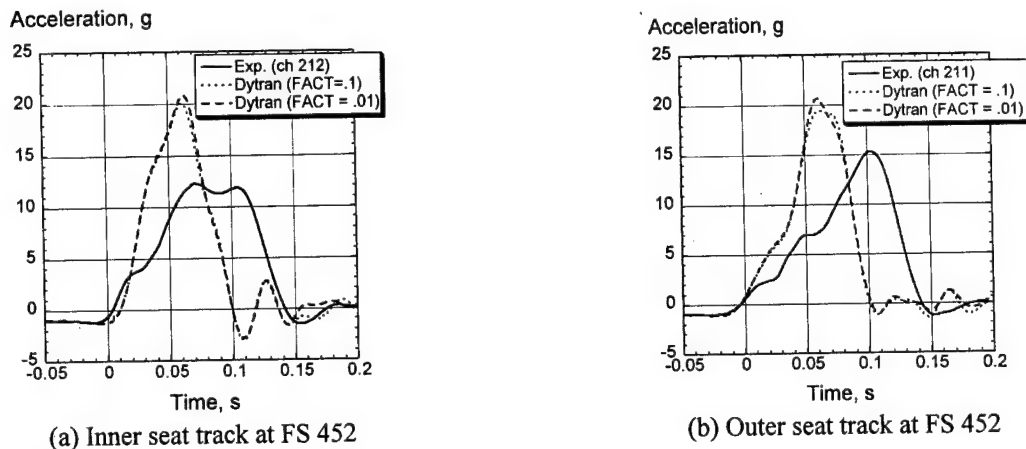 Acceleration, g
25
20
15
10
5
0
-5
-0.05
0
0.05
0.1
0.15
0.2
Exp. (ch 212)
Dytran (FACT=.1)
Dytran (FACT = .01)
Time, s
(a) Inner seat track at FS 452
Acceleration, g
25
20
15
10
5
0
-5
-0.05
0
0.05
0.1
0.15
0.2
Exp. (ch 211)
Dytran (FACT = .1)
Dytran (FACT = .01)
Time, s
(b) Outer seat track at FS 452